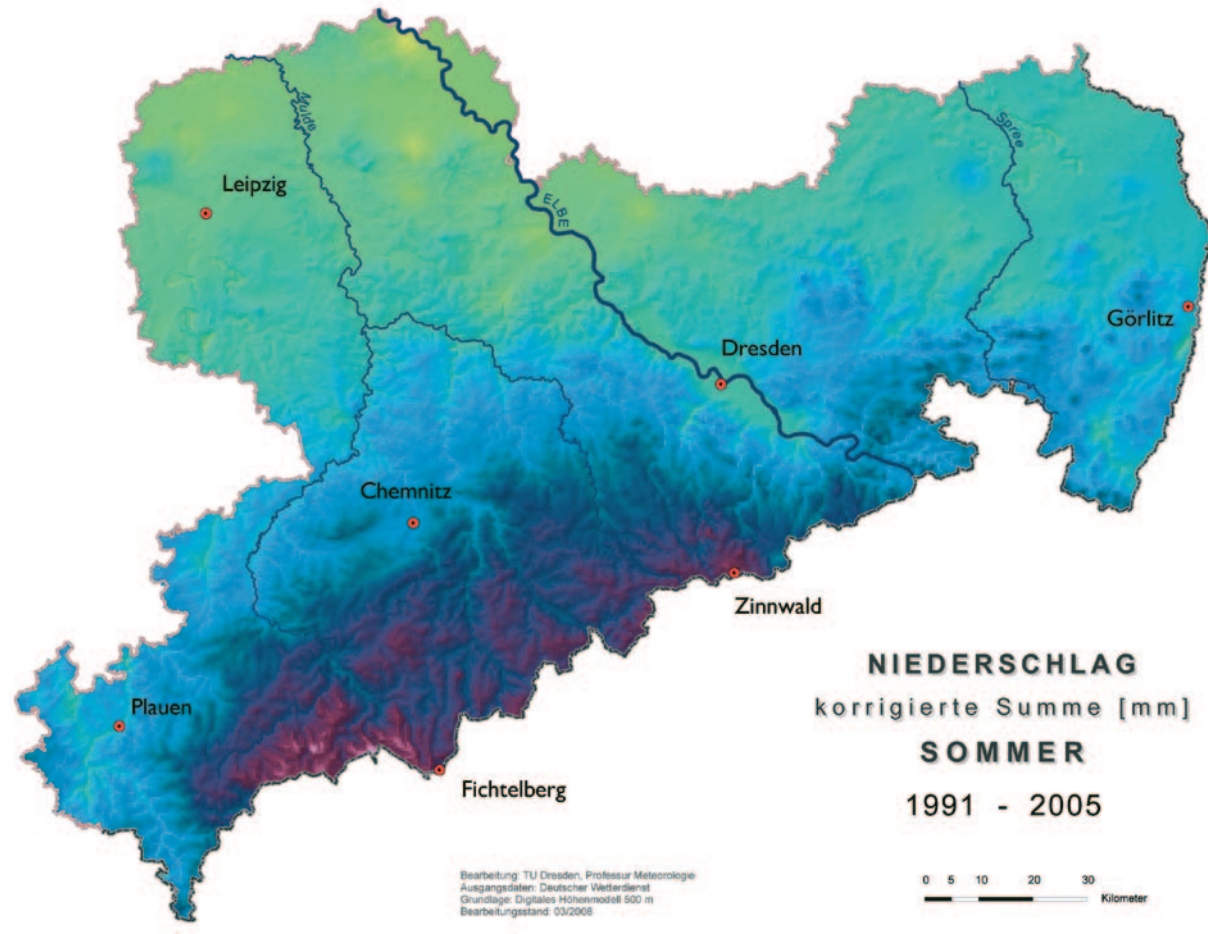 Mulde
Spree
Leipzig
ELBE
Görlitz
Dresden
Chemnitz
Zinnwald
NIEDERSCHLAG
korrigierte Summe [mm]
SOMMER
1991 - 2005
Plauen
Fichtelberg
Bearbeitung: TU Dresden, Professur Meteorologie
Ausgangsdaten: Deutscher Wetterdienst
Grundlage: Digitales Höhenmodell 500 m
Bearbeitungsstand: 03/2008
0 5 10 20 30
Kilometer